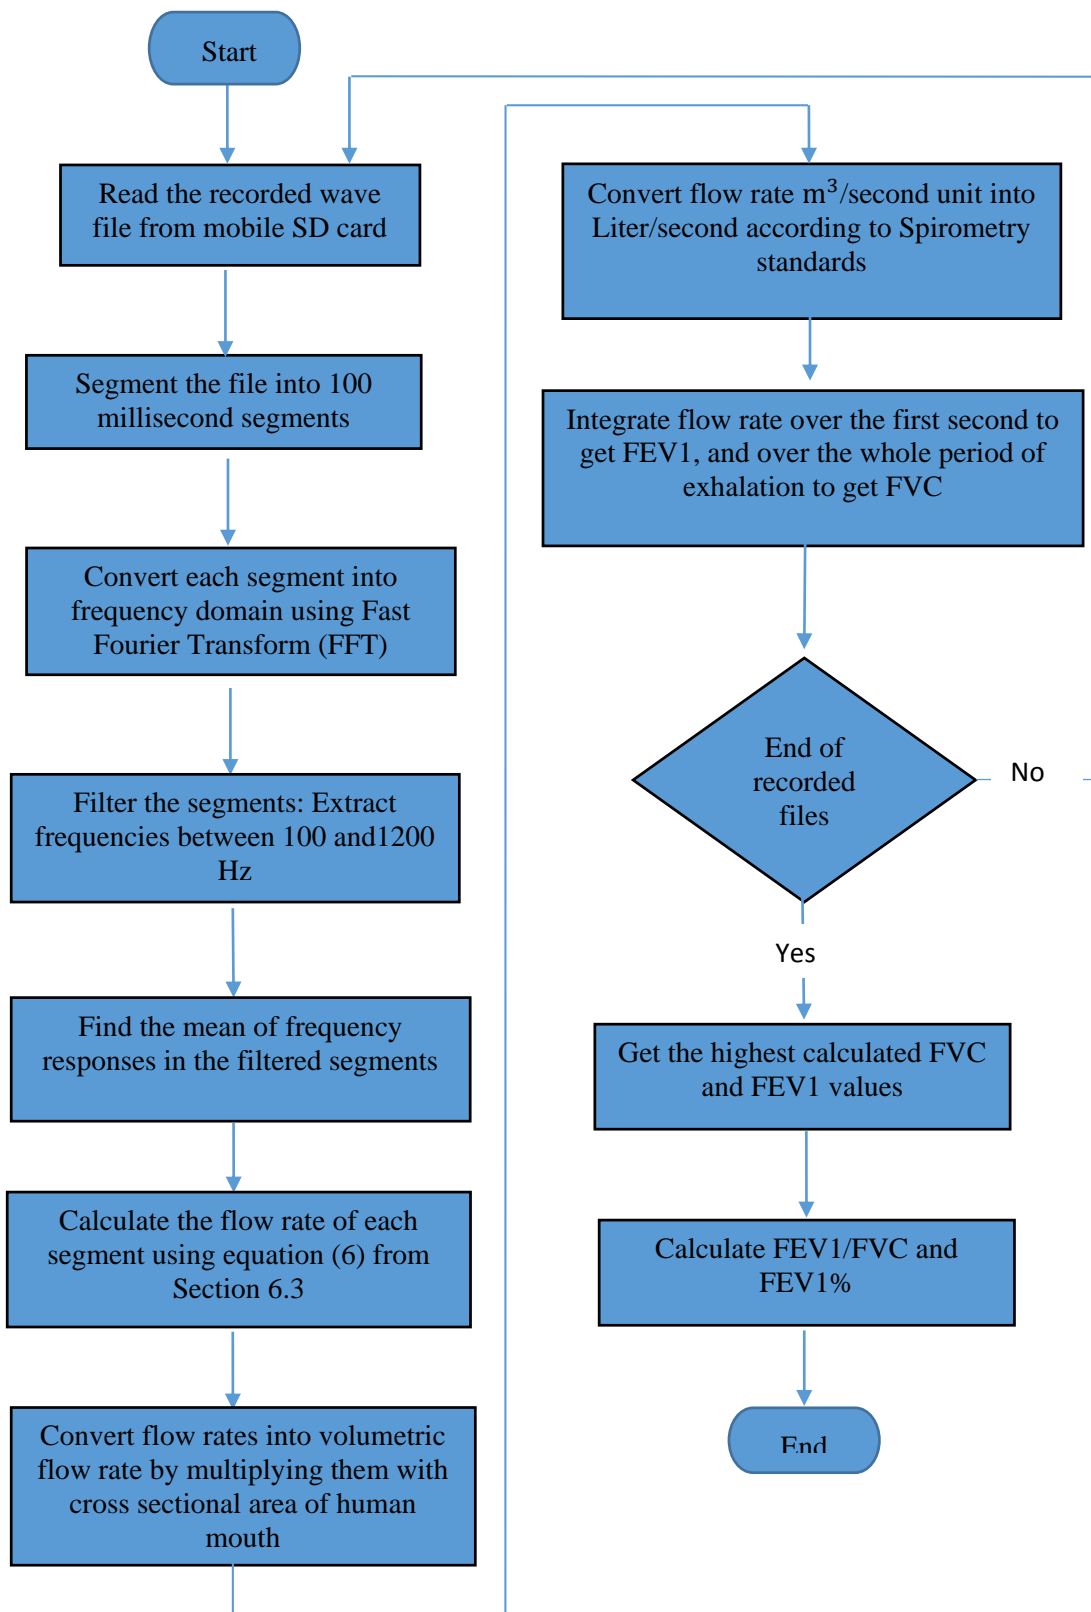 Start
Read the recorded wave
file from mobile SD card
Segment the file into 100
millisecond segments
Convert each segment into
frequency domain using Fast
Fourier Transform (FFT)
Filter the segments: Extract
frequencies between 100 and1200
Hz
Find the mean of frequency
responses in the filtered
segments
Calculate the flow rate of each
segment using equation (6) from
Section 6.3
Convert flow rates into volumetric
flow rate by multiplying them with
cross sectional area of human
mouth
Convert flow rate m³/second unit into
Liter/second according to Spirometry
standards
Integrate flow rate over the first second to
get FEV1, and over the whole period of
exhalation to get FVC
End of
recorded
files
No
Yes
Get the highest calculated FVC
and FEV1 values
Calculate FEV1/FVC and
FEV1%
End